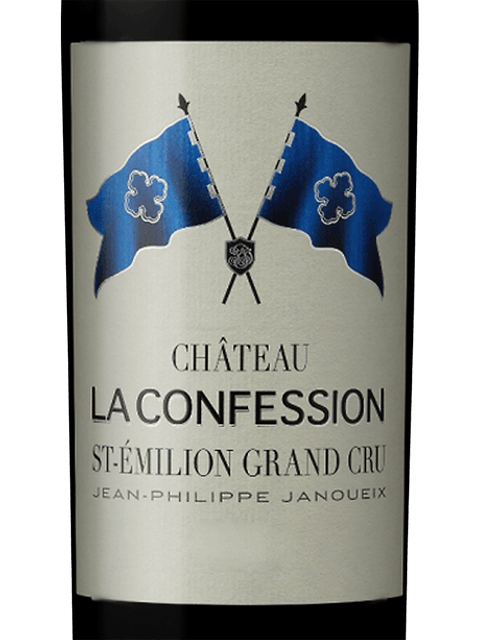 CHÂTEAU
LA CONFESSION
ST-ÉMILION GRAND CRU
JEAN-PHILIPPE JANOUEIX